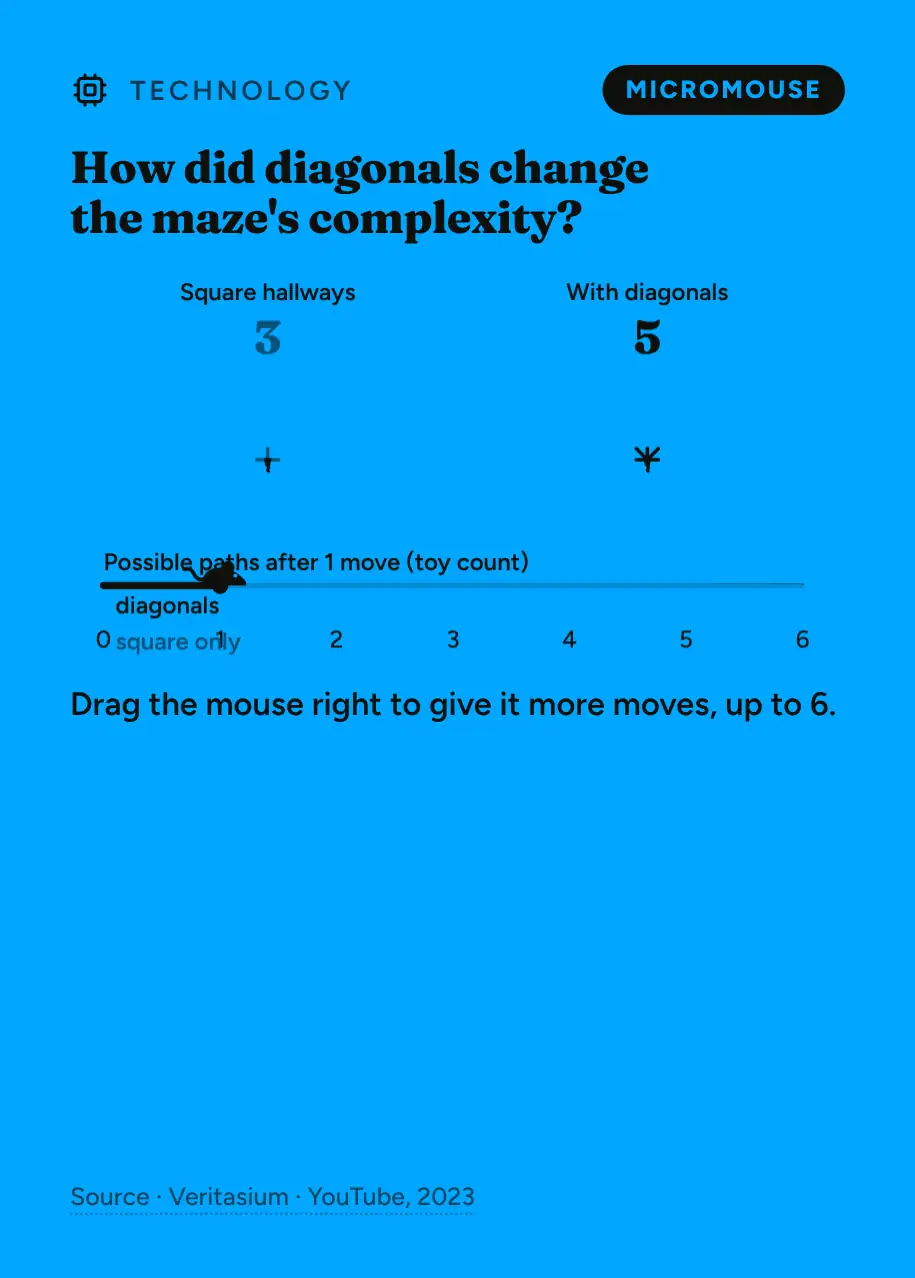 TECHNOLOGY
MICROMOUSE
How did diagonals change
the maze's complexity?
Square hallways
With diagonals
3
5
Possible paths after 1 move (toy count)
diagonals
square only
0 1 2 3 4 5 6
Drag the mouse right to give it more moves, up to 6.
Source · Veritasium · YouTube, 2023